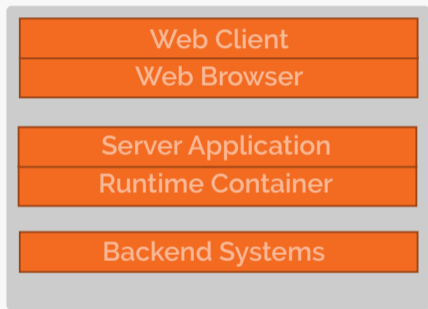 Web Client
Web Browser
Server Application
Runtime Container
Backend Systems